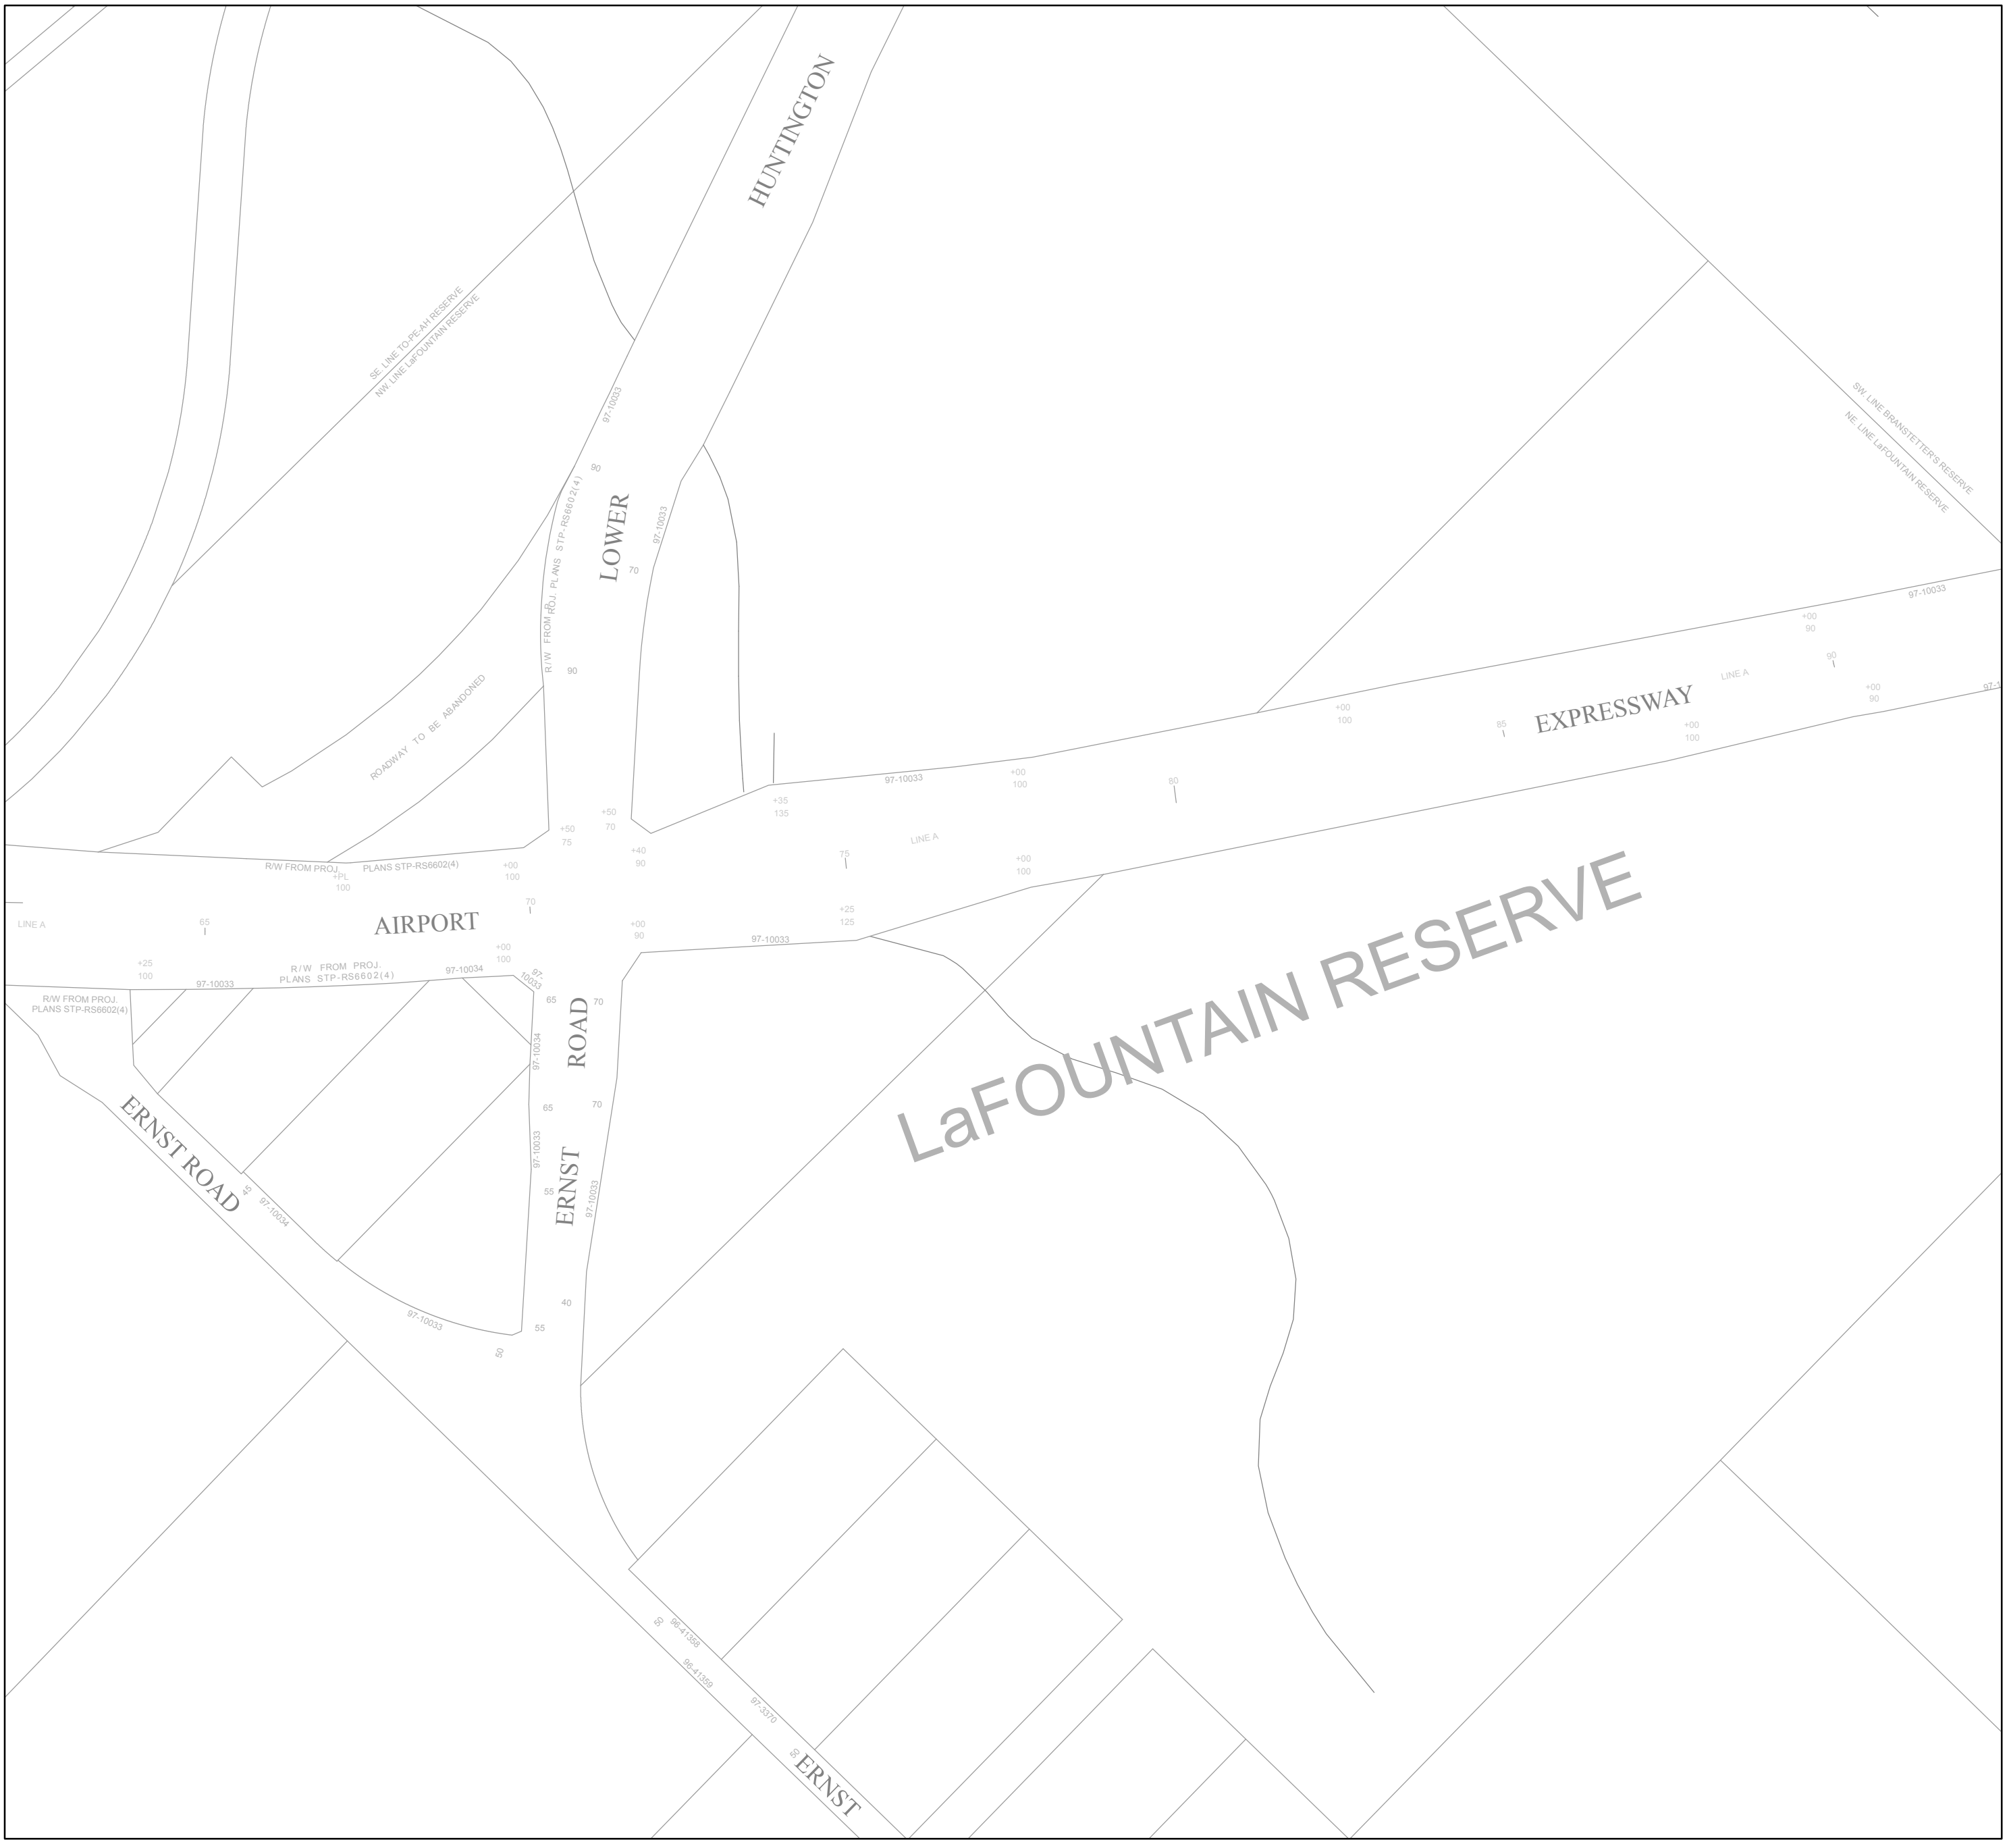 HUNTINGTON
SE. LINE TO-PE-AH RESERVE
NW. LINE LaFOUNTAIN RESERVE
97-10033
SW. LINE BRANSTETTER'S RESERVE
NE. LINE LaFOUNTAIN RESERVE
90
R/W FROM PROJ. PLANS STP-RS6602(4)
P
LOWER
97-10033
70
90
ROADWAY TO BE ABANDONED
97-10033
+00
90
90
LINE A
+00
90
97-1
EXPRESSWAY
+00
100
85
+00
100
80
+00
100
97-10033
+35
135
LINE A
75
+00
100
+50
70
+50
75
+40
90
R/W FROM PROJ.
PLANS STP-RS6602(4)
+PL
100
+00
100
LINE A
65
AIRPORT
70
+00
90
+25
125
97-10033
+00
100
+25
100
R/W FROM PROJ.
PLANS STP-RS6602(4)
97-10034
97-10033
97-
10033
R/W FROM PROJ.
PLANS STP-RS6602(4)
65
70
ROAD
97-10034
LaFOUNTAIN RESERVE
65
70
97-10033
ERNST ROAD
55
ERNST
97-10033
45
97-10034
40
97-10033
55
50
50
96-41358
96-41359
97-3370
50
ERNST